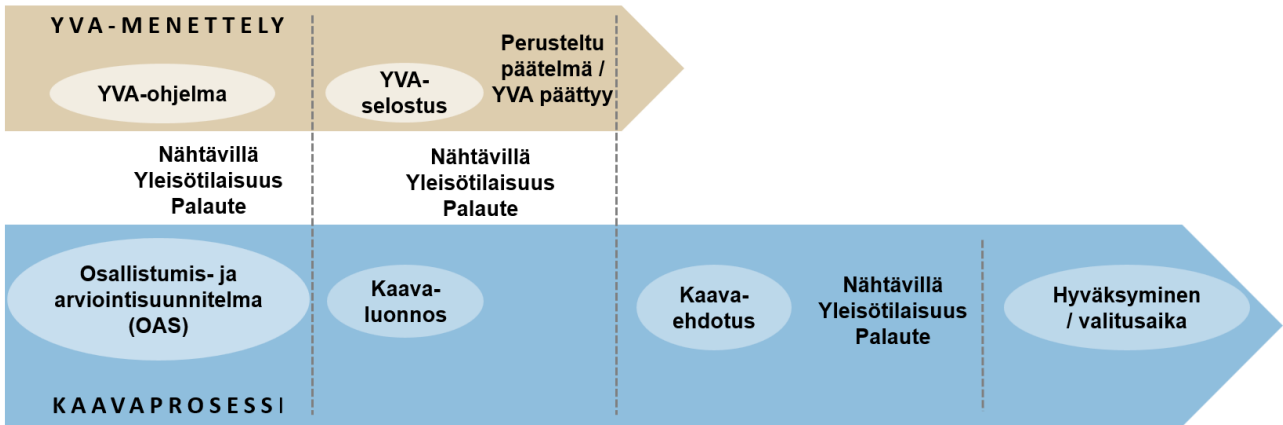 YVA-MENETTELY
YVA-ohjelma
YVA-
selostus
Perusteltu
päätelmä /
YVA päättyy
Nähtävillä
Yleisötilaisuus
Palaute
Nähtävillä
Yleisötilaisuus
Palaute
Osallistumis- ja
arviointisuunnitelma
(OAS)
Kaava-
luonnos
Kaava-
ehdotus
Nähtävillä
Yleisötilaisuus
Palaute
Hyväksyminen
/ valitusaika
KAAVAPROSESSI